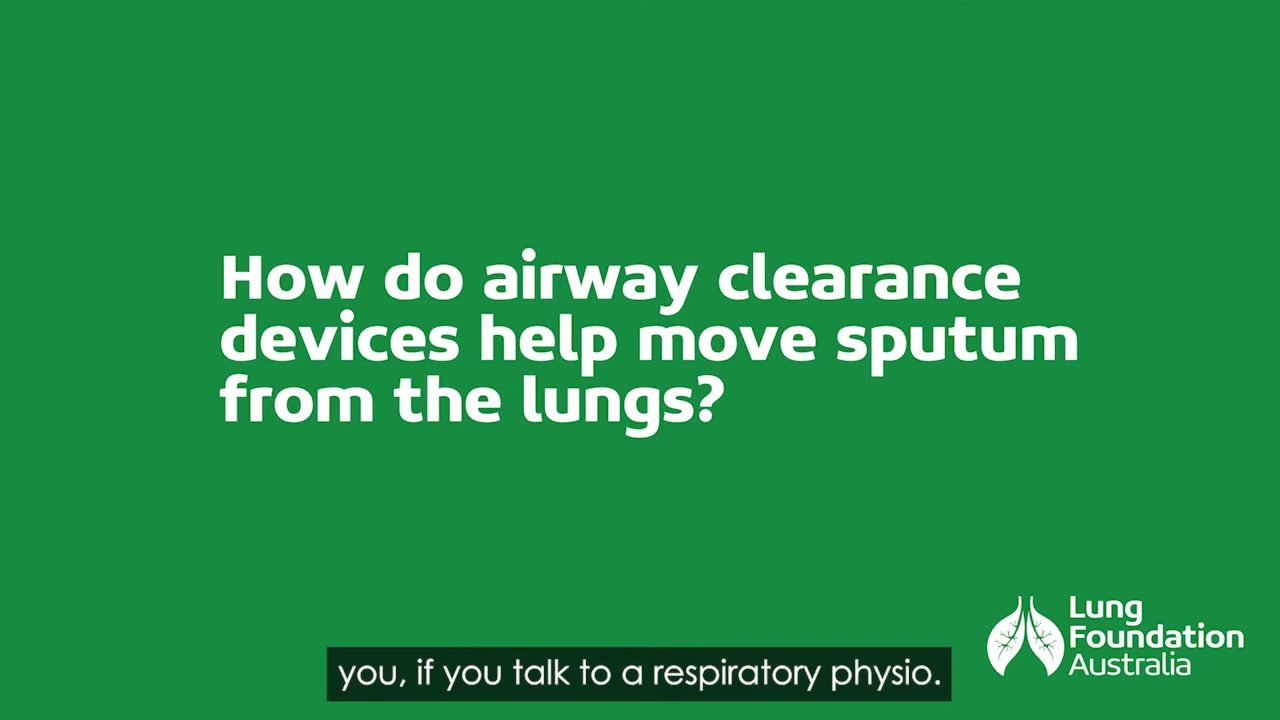 How do airway clearance
devices help move sputum
from the lungs?
Lung
Foundation
Australia
you, if you talk to a respiratory physio.